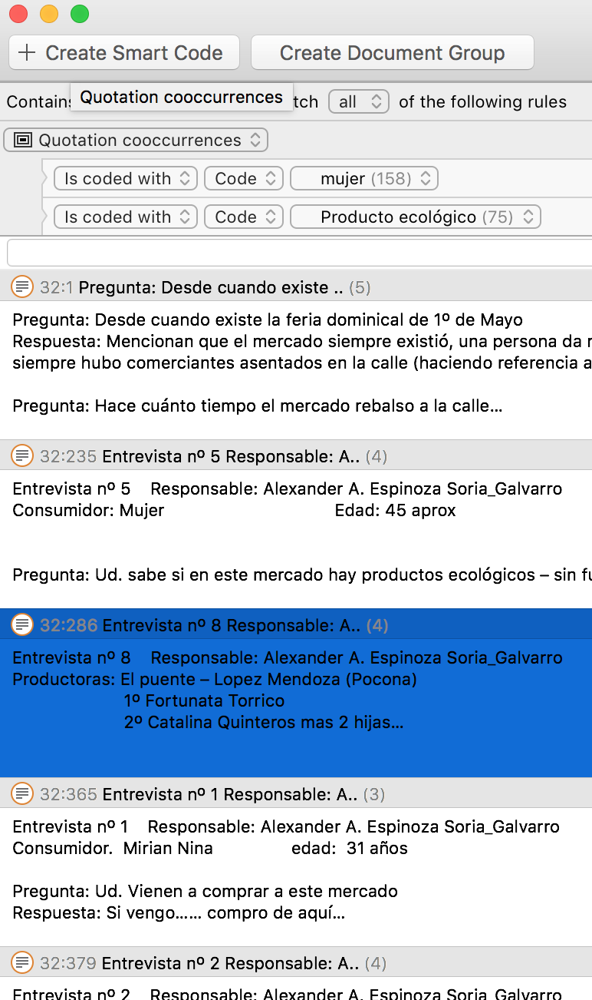 Create Smart Code
Create Document Group
Quotation cooccurrences
all
of the following rules
Quotation cooccurrences
Is coded with Code mujer (158)
Is coded with Code Producto ecológico (75)
32:1 Pregunta: Desde cuando existe .. (5)
Pregunta: Desde cuando existe la feria dominical de 1º de Mayo
Respuesta: Mencionan que el mercado siempre existió, una persona da
siempre hubo comerciantes asentados en la calle (haciendo referencia a
Pregunta: Hace cuánto tiempo el mercado rebalso a la calle...
32:235 Entrevista nº 5 Responsable: A.. (4)
Entrevista nº 5 Responsable: Alexander A. Espinoza Soria_Galvarro
Consumidor: Mujer Edad: 45 aprox
Pregunta: Ud. sabe si en este mercado hay productos ecológicos – sin
32:286 Entrevista nº 8 Responsable: A.. (4)
Entrevista nº 8 Responsable: Alexander A. Espinoza Soria_Galvarro
Productoras: El puente – Lopez Mendoza (Pocona)
1º Fortunata Torrico
2º Catalina Quinteros mas 2 hijas...
32:365 Entrevista nº 1 Responsable: A.. (3)
Entrevista nº 1 Responsable: Alexander A. Espinoza Soria_Galvarro
Consumidor. Mirian Nina edad: 31 años
Pregunta: Ud. Vienen a comprar a este mercado
Respuesta: Si vengo...... compro de aquí...
32:379 Entrevista nº 2 Responsable: A.. (4)
Entrevista nº 2 Responsable: Alexander A. Espinoza Soria_Galvarro